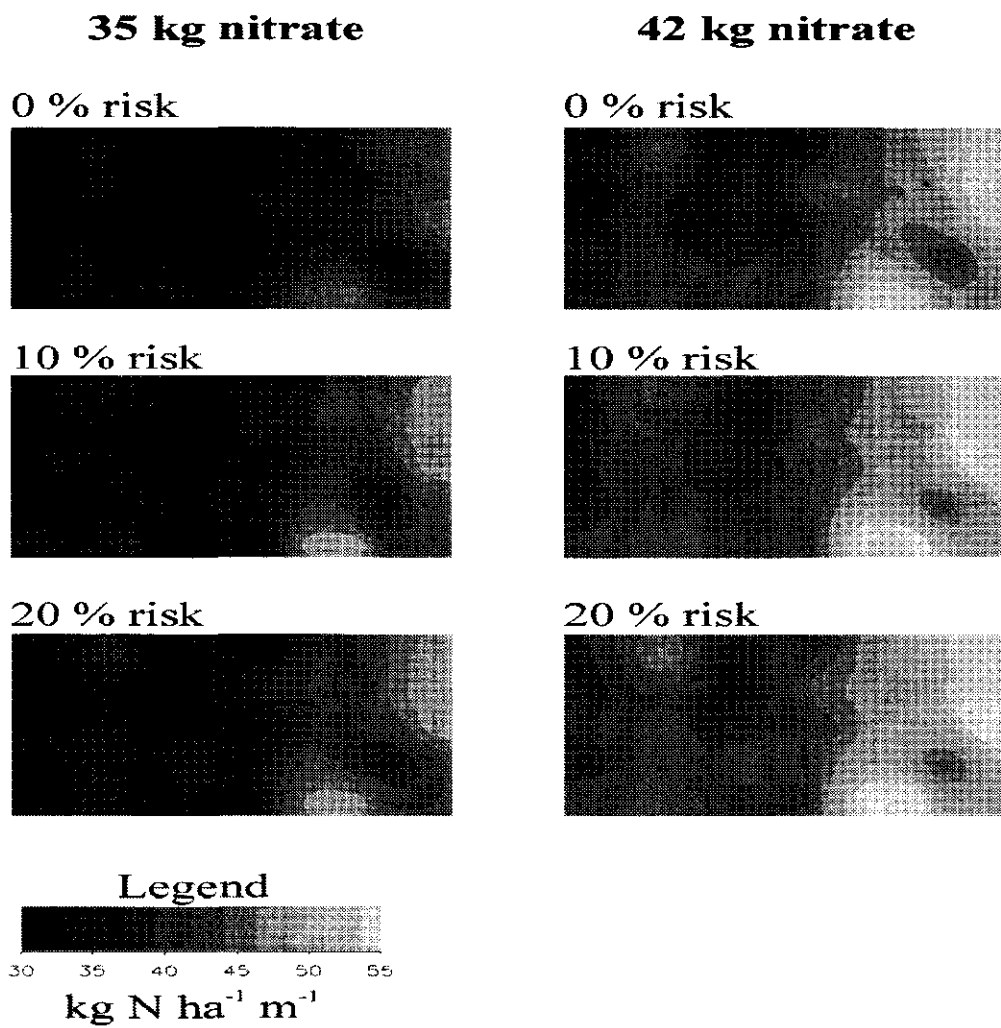 35 kg nitrate
42 kg nitrate
0 % risk
0 % risk
10 % risk
10 % risk
20 % risk
20 % risk
Legend
30 35 40 45 50 55
kg N ha⁻¹ m⁻¹